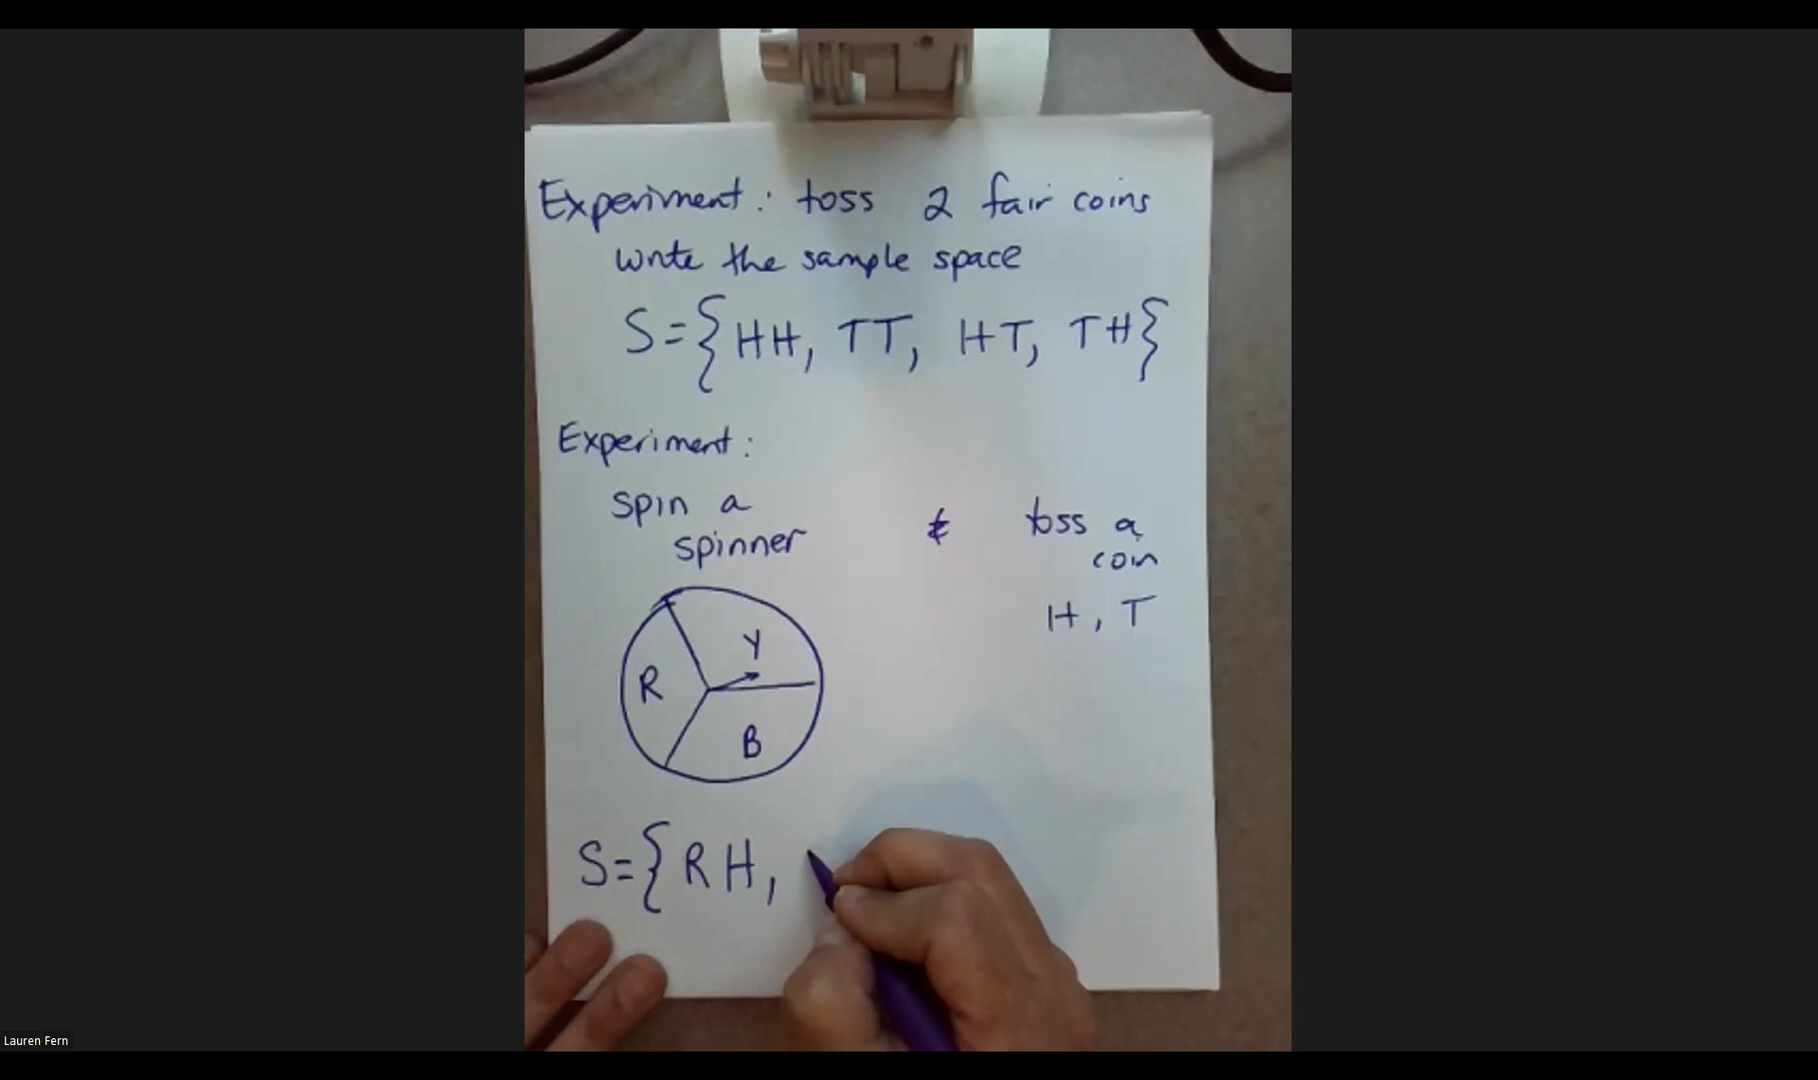 Experiment: toss 2 fair coins
write the sample space
S={HH, TT, HT, TH}
Experiment:
spin a
spinner
& toss a
coin
H, T
Y
R
B
S={RH,
Lauren Fern